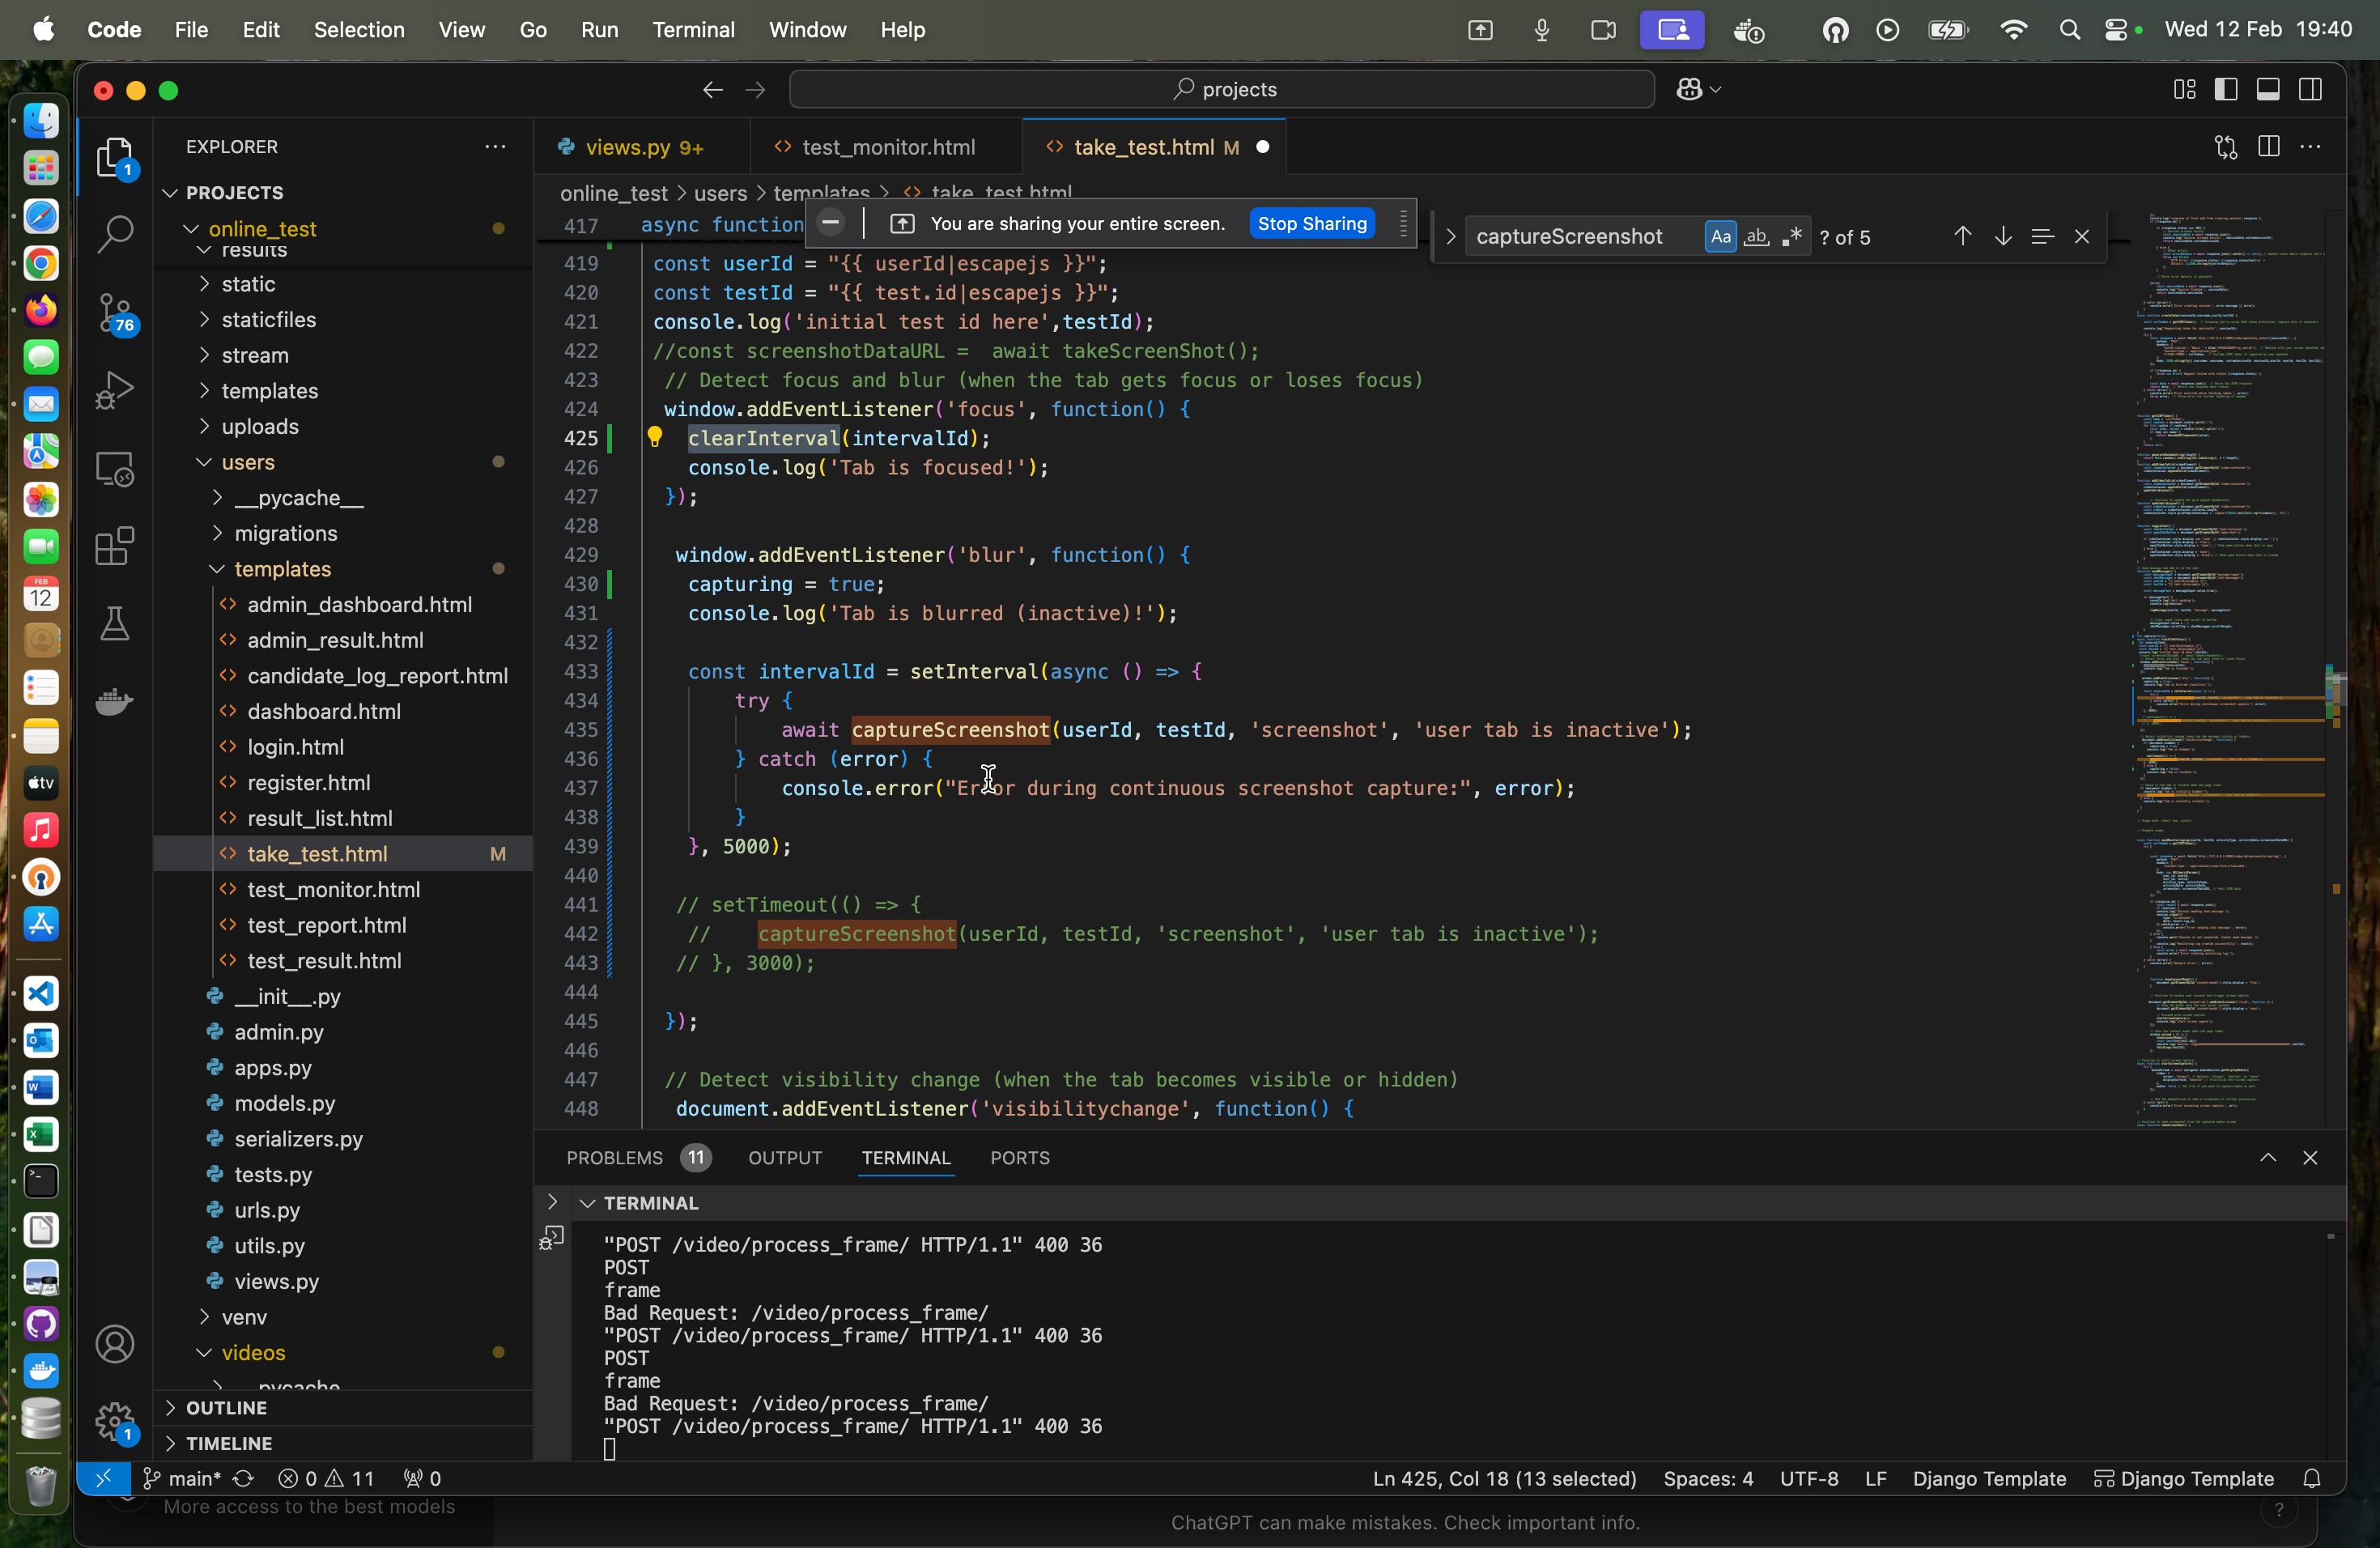 Code File Edit Selection View Go Run Terminal Window Help Wed 12 Feb 19:40
projects
EXPLORER
PROJECTS
online_test
results
static
staticfiles
stream
templates
uploads
users
__pycache__
migrations
templates
admin_dashboard.html
admin_result.html
candidate_log_report.html
dashboard.html
login.html
register.html
result_list.html
take_test.html M
test_monitor.html
test_report.html
test_result.html
__init__.py
admin.py
apps.py
models.py
serializers.py
tests.py
urls.py
utils.py
views.py
venv
videos
pycache
OUTLINE
TIMELINE
1
76
1
FEB
12
tv
views.py 9+ test_monitor.html take_test.html M
online_test > users > templates > take_test.html
You are sharing your entire screen. Stop Sharing
captureScreenshot Aa ab ? of 5
417 async function
419 const userId = "{{ userId|escapejs }}";
420 const testId = "{{ test.id|escapejs }}";
421 console.log('initial test id here',testId);
422 //const screenshotDataURL =  await takeScreenShot();
423 // Detect focus and blur (when the tab gets focus or loses focus)
424 window.addEventListener('focus', function() {
425 clearInterval(intervalId);
426 console.log('Tab is focused!');
427 });
428
429 window.addEventListener('blur', function() {
430 capturing = true;
431 console.log('Tab is blurred (inactive)!');
432
433 const intervalId = setInterval(async () => {
434 try {
435 await captureScreenshot(userId, testId, 'screenshot', 'user tab is inactive');
436 } catch (error) {
437 console.error("Error during continuous screenshot capture:", error);
438 }
439 }, 5000);
440
441 // setTimeout(() => {
442 //    captureScreenshot(userId, testId, 'screenshot', 'user tab is inactive');
443 // }, 3000);
444
445 });
446
447 // Detect visibility change (when the tab becomes visible or hidden)
448 document.addEventListener('visibilitychange', function() {
PROBLEMS 11 OUTPUT TERMINAL PORTS
TERMINAL
"POST /video/process_frame/ HTTP/1.1" 400 36
POST
frame
Bad Request: /video/process_frame/
"POST /video/process_frame/ HTTP/1.1" 400 36
POST
frame
Bad Request: /video/process_frame/
"POST /video/process_frame/ HTTP/1.1" 400 36
main* 0 11 0 Ln 425, Col 18 (13 selected) Spaces: 4 UTF-8 LF Django Template Django Template
More access to the best models
ChatGPT can make mistakes. Check important info.
?